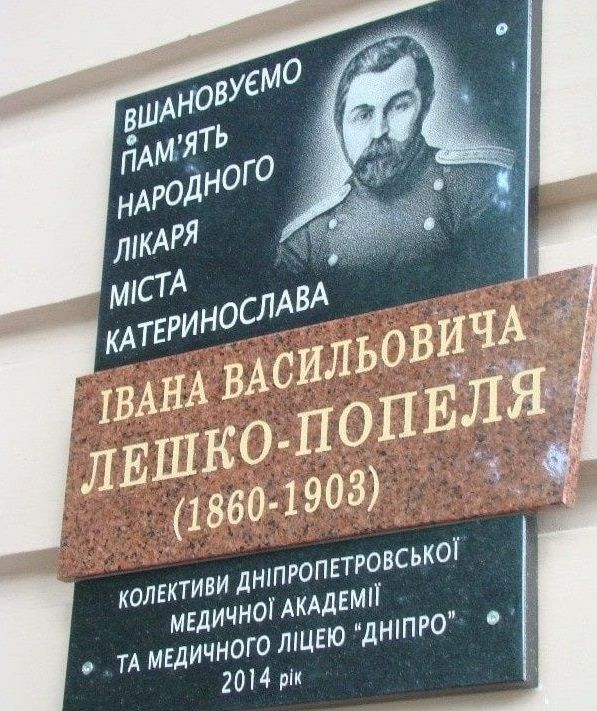 ВШАНОВУЄМО
ПАМ'ЯТЬ
НАРОДНОГО
ЛІКАРЯ
МІСТА
КАТЕРИНОСЛАВА
ІВАНА ВАСИЛЬОВИЧА
ЛЕШКО-ПОПЕЛЯ
(1860-1903)
КОЛЕКТИВИ ДНІПРОПЕТРОВСЬКОЇ
МЕДИЧНОЇ АКАДЕМІЇ
ТА МЕДИЧНОГО ЛІЦЕЮ "ДНІПРО"
2014 рік